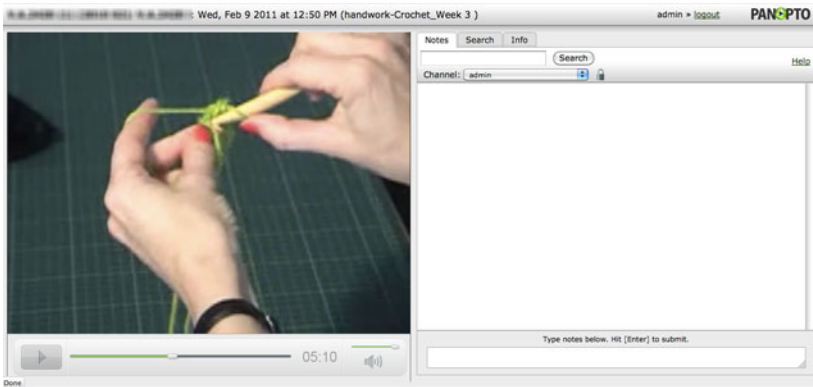 : Wed, Feb 9 2011 at 12:50 PM (handwork-Crochet_Week 3 )
admin » logout
PANOPTO
Notes Search Info
Search
Help
Channel: admin
Type notes below. Hit [Enter] to submit.
05:10
Done